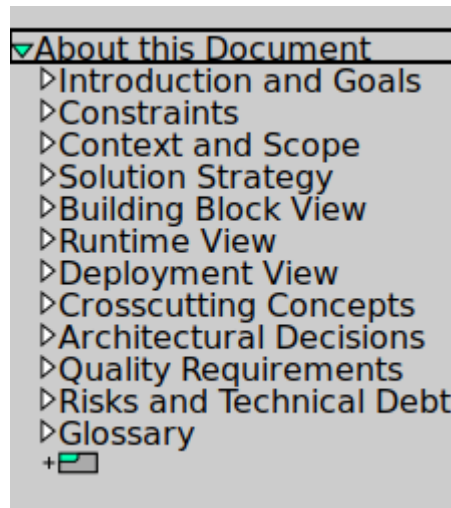 About this Document
Introduction and Goals
Constraints
Context and Scope
Solution Strategy
Building Block View
Runtime View
Deployment View
Crosscutting Concepts
Architectural Decisions
Quality Requirements
Risks and Technical Debt
Glossary
+